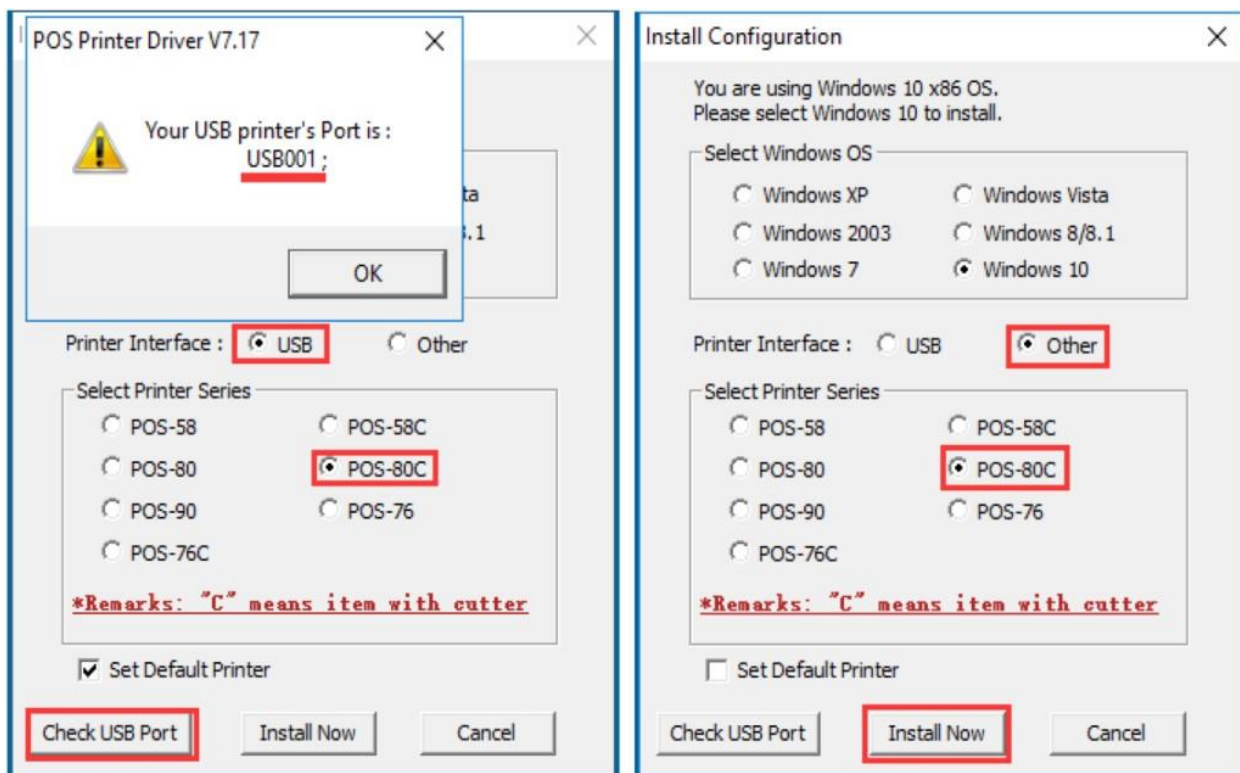 POS Printer Driver V7.17
Your USB printer's Port is :
USB001 ;
OK
8.1
Printer Interface : USB Other
Select Printer Series
POS-58 POS-58C
POS-80 POS-80C
POS-90 POS-76
POS-76C
*Remarks: "C" means item with cutter
Set Default Printer
Check USB Port Install Now Cancel
Install Configuration
You are using Windows 10 x86 OS.
Please select Windows 10 to install.
Select Windows OS
Windows XP Windows Vista
Windows 2003 Windows 8/8.1
Windows 7 Windows 10
Printer Interface : USB Other
Select Printer Series
POS-58 POS-58C
POS-80 POS-80C
POS-90 POS-76
POS-76C
*Remarks: "C" means item with cutter
Set Default Printer
Check USB Port Install Now Cancel